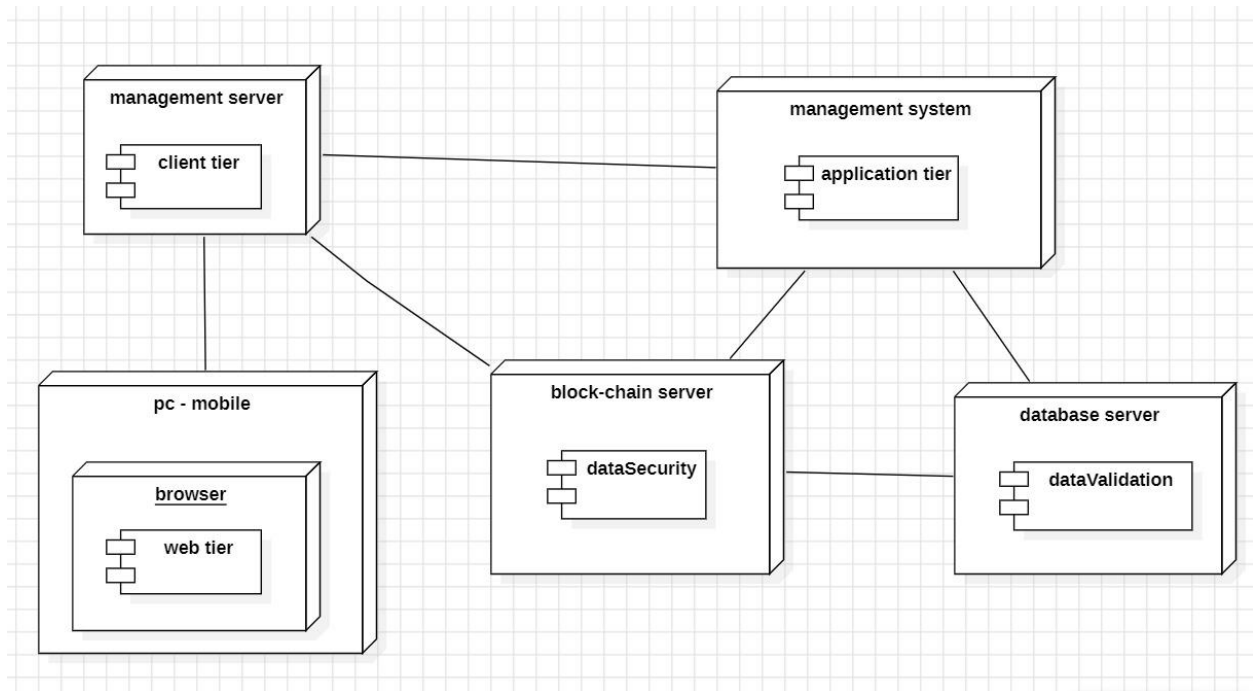 management server
client tier
management system
application tier
pc - mobile
browser
web tier
block-chain server
dataSecurity
database server
dataValidation